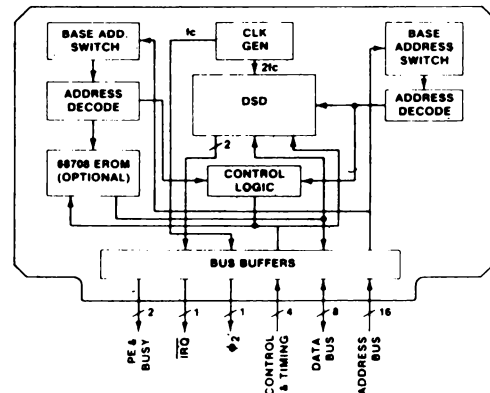 BASE ADD.
SWITCH
fc
CLK
GEN
BASE
ADDRESS
SWITCH
2fc
ADDRESS
DECODE
DSD
ADDRESS
DECODE
2
68708 EROM
(OPTIONAL)
CONTROL
LOGIC
BUS BUFFERS
2
1
1
4
8
16
PE &
BUSY
IRQ
ϕ2
CONTROL
& TIMING
DATA
BUS
ADDRESS
BUS